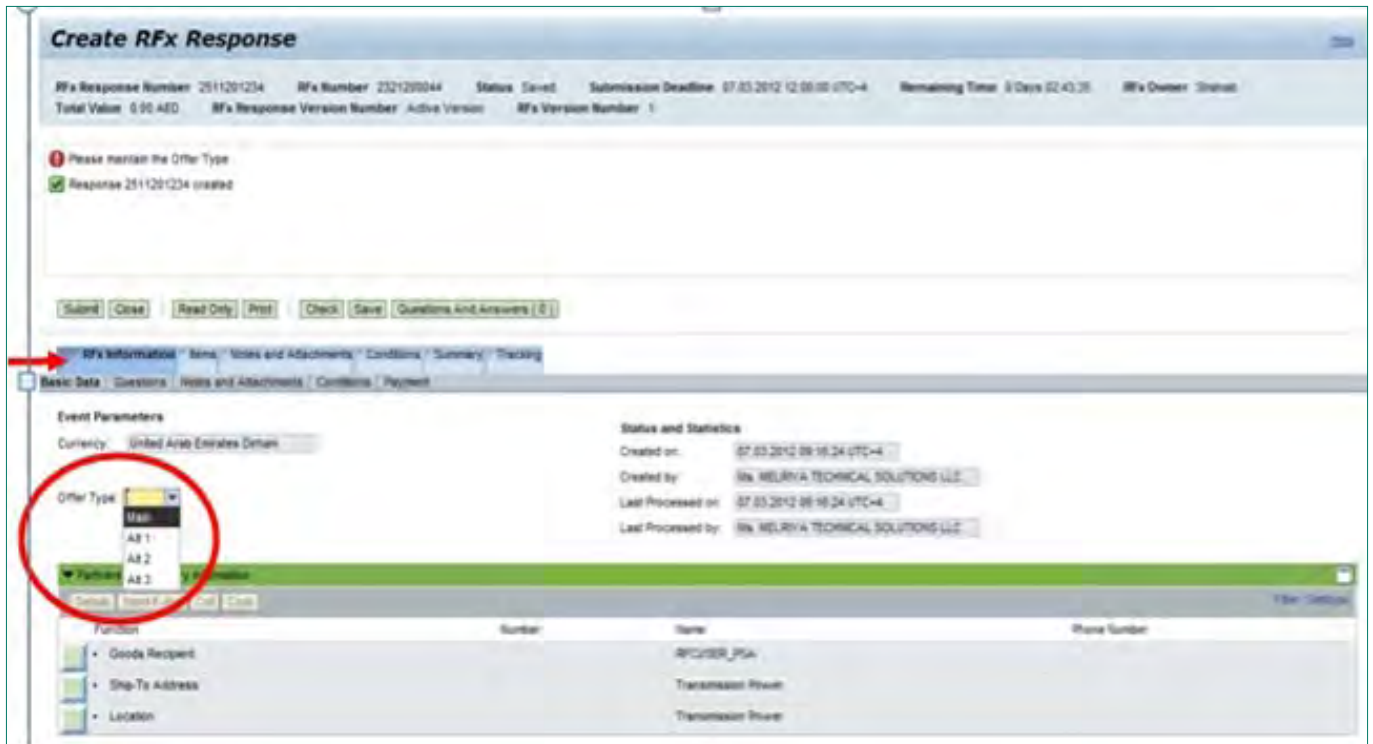 Create RFx Response
RFx Response Number 2511201234 RFx Number 2321200044 Status Saved Submission Deadline 07.03.2012 12:00:00 UTC+4 Remaining Time 0 Days 02:43:35 RFx Owner
Total Value 0.00 AED RFx Response Version Number Active Version RFx Version Number 1
Please maintain the Offer Type
Response 2511201234 created
Submit Close Read Only Print Check Save Questions And Answers ( 0 )
RFx Information Items Notes and Attachments Conditions Summary Tracking
Basic Data Questions Notes and Attachments Conditions Payment
Event Parameters
Currency: United Arab Emirates Dirham
Status and Statistics
Created on: 07.03.2012 09:16:24 UTC+4
Created by: Ms. MELRIYA TECHNICAL SOLUTIONS LLC
Offer Type
Last Processed on: 07.03.2012 09:16:24 UTC+4
Last Processed by: Ms. MELRIYA TECHNICAL SOLUTIONS LLC
Main
Alt 1
Alt 2
Alt 3
Details Call
Filter Settings
Function Number Name Phone Number
Goods Recipient RFCUSER_PSA
Ship-To Address Transmission Power
Location Transmission Power